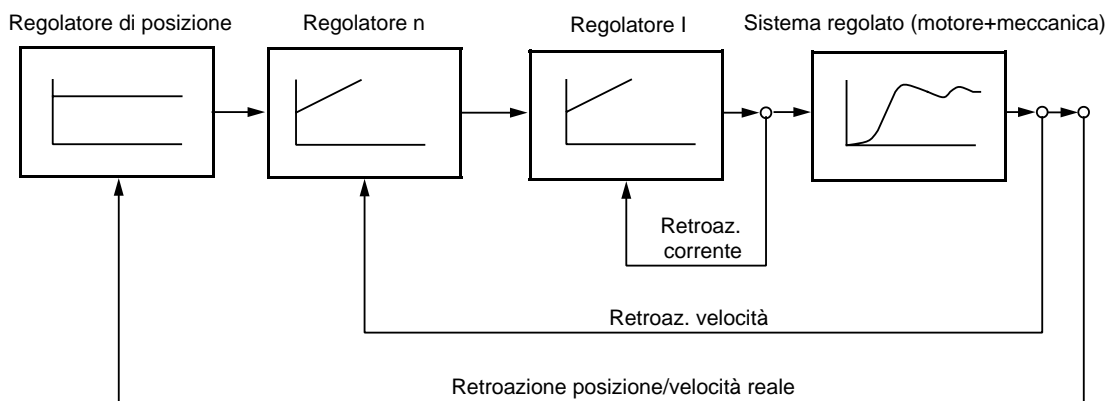 Regolatore di posizione
Regolatore n
Regolatore I
Sistema regolato (motore+meccanica)
Retroaz.
corrente
Retroaz. velocità
Retroazione posizione/velocità reale